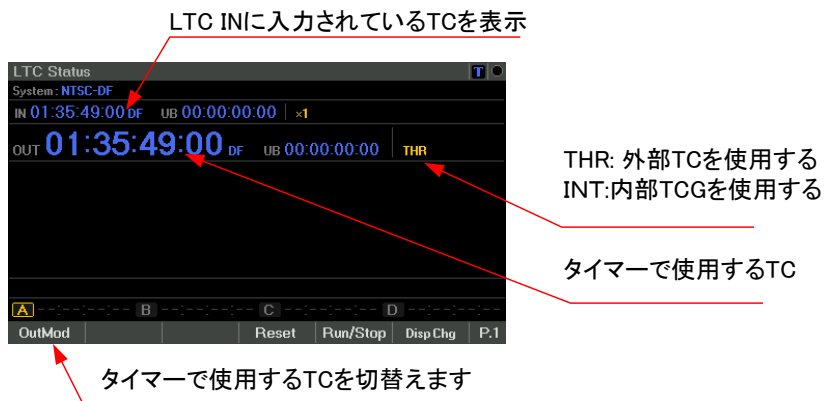 LTC INに入力されているTCを表示
LTC Status T
System : NTSC-DF
IN 01:35:49:00 DF UB 00:00:00:00 ×1
OUT 01:35:49:00 DF UB 00:00:00:00 THR
THR: 外部TCを使用する
INT:内部TCGを使用する
タイマーで使用するTC
A --:--:--:-- B --:--:--:-- C --:--:--:-- D --:--:--:--
OutMod Reset Run/Stop Disp Chg P.1
タイマーで使用するTCを切替えます